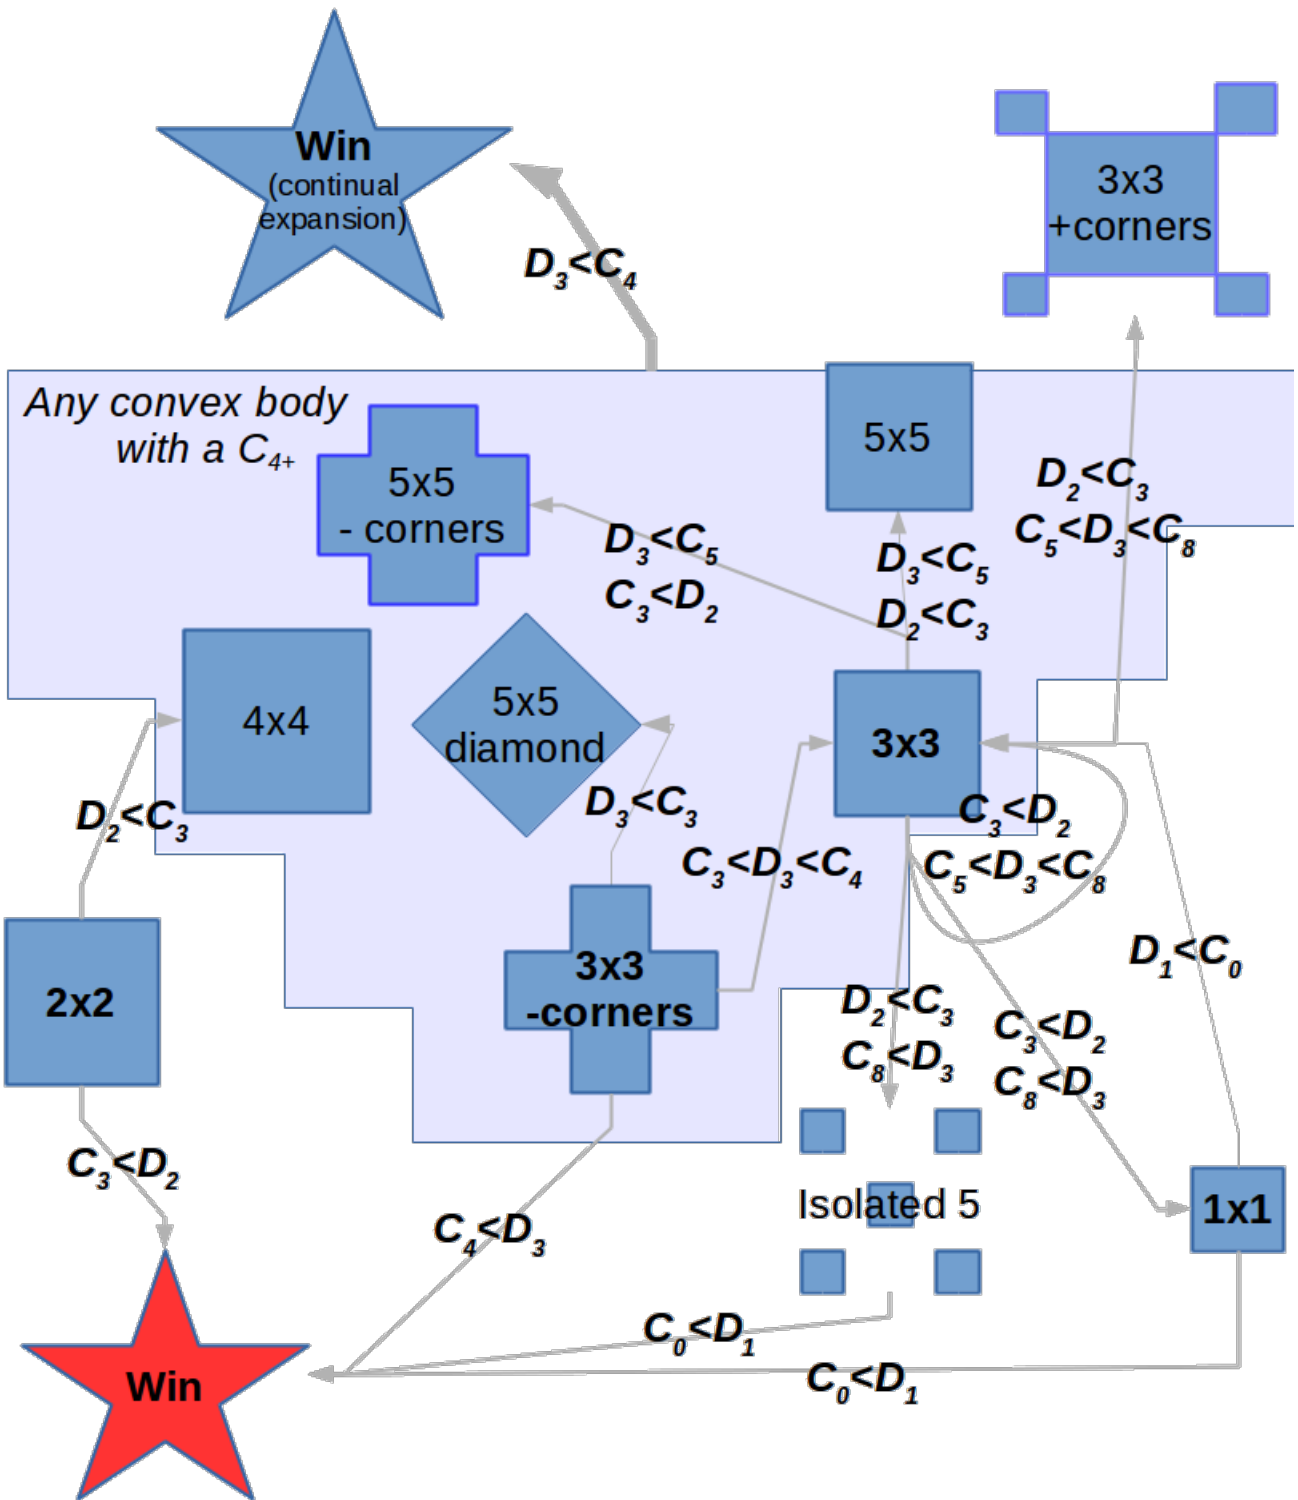 Win
(continual
expansion)
3x3
+corners
D₃<C₄
Any convex body
with a C₄₊
5x5
- corners
5x5
D₂<C₃
C₅<D₃<C₈
D₃<C₅
C₃<D₂
D₃<C₅
D₂<C₃
4x4
5x5
diamond
3x3
D₂<C₃
D₃<C₃
C₃<D₂
C₅<D₃<C₈
C₃<D₃<C₄
2x2
3x3
-corners
D₁<C₀
D₂<C₃
C₈<D₃
C₃<D₂
C₈<D₃
C₃<D₂
C₄<D₃
Isolated 5
1x1
C₀<D₁
C₀<D₁
Win